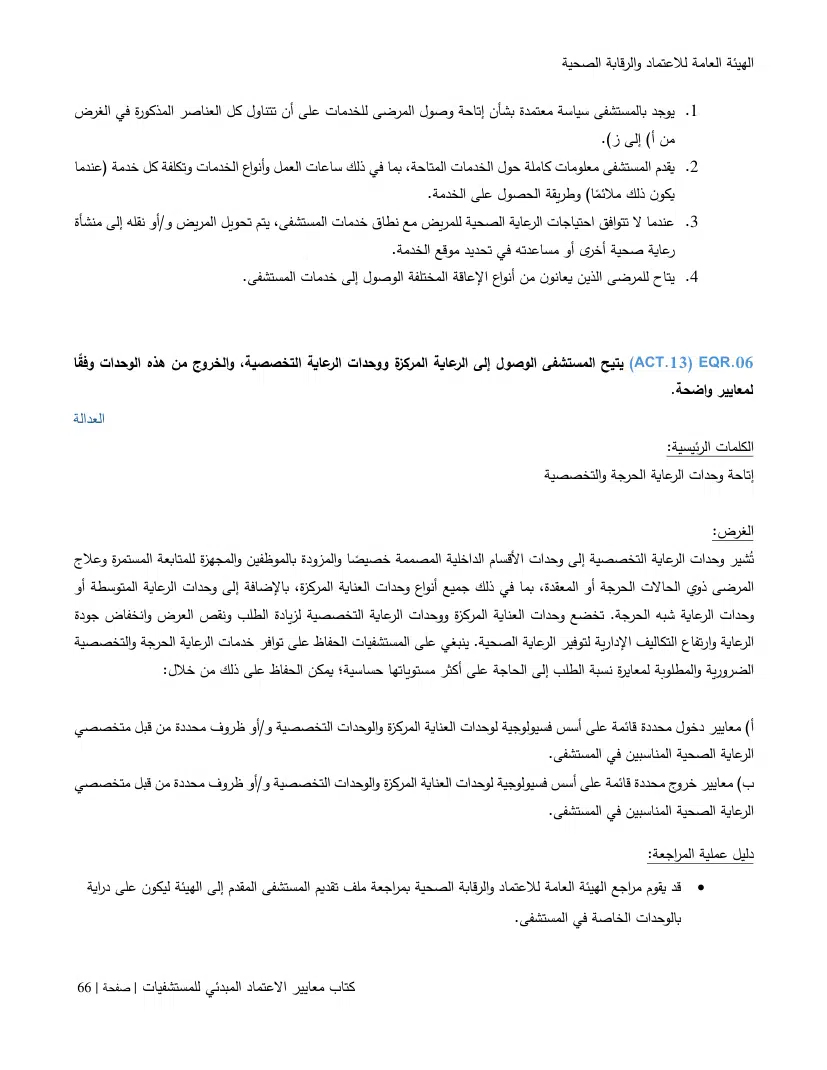 الهيئة العامة للاعتماد والرقابة الصحية
1. يوجد بالمستشفى سياسة معتمدة بشأن إتاحة وصول المرضى للخدمات على أن تتناول كل العناصر المذكورة في الغرض
من أ) إلى ز).
2. يقدم المستشفى معلومات كاملة حول الخدمات المتاحة، بما في ذلك ساعات العمل وأنواع الخدمات وتكلفة كل خدمة (عندما
يكون ذلك ملائمًا) وطريقة الحصول على الخدمة.
3. عندما لا تتوافق احتياجات الرعاية الصحية للمريض مع نطاق خدمات المستشفى، يتم تحويل المريض و/أو نقله إلى منشأة
رعاية صحية أخرى أو مساعدته في تحديد موقع الخدمة.
4. يتاح للمرضى الذين يعانون من أنواع الإعاقة المختلفة الوصول إلى خدمات المستشفى.
EQR.06 (ACT.13) يتيح المستشفى الوصول إلى الرعاية المركزة ووحدات الرعاية التخصصية، والخروج من هذه الوحدات وفقًا
لمعايير واضحة.
العدالة
الكلمات الرئيسية:
إتاحة وحدات الرعاية الحرجة والتخصصية
الغرض:
تُشير وحدات الرعاية التخصصية إلى وحدات الأقسام الداخلية المصممة خصيصًا والمزودة بالموظفين والمجهزة للمتابعة المستمرة وعلاج
المرضى ذوي الحالات الحرجة أو المعقدة، بما في ذلك جميع أنواع وحدات العناية المركزة، بالإضافة إلى وحدات الرعاية المتوسطة أو
وحدات الرعاية شبه الحرجة. تخضع وحدات العناية المركزة ووحدات الرعاية التخصصية لزيادة الطلب ونقص العرض وانخفاض جودة
الرعاية وارتفاع التكاليف الإدارية لتوفير الرعاية الصحية. ينبغي على المستشفيات الحفاظ على توافر خدمات الرعاية الحرجة والتخصصية
الضرورية والمطلوبة لمعايرة نسبة الطلب إلى الحاجة على أكثر مستوياتها حساسية؛ يمكن الحفاظ على ذلك من خلال:
أ) معايير دخول محددة قائمة على أسس فسيولوجية لوحدات العناية المركزة والوحدات التخصصية و/أو ظروف محددة من قبل متخصصي
الرعاية الصحية المناسبين في المستشفى.
ب) معايير خروج محددة قائمة على أسس فسيولوجية لوحدات العناية المركزة والوحدات التخصصية و/أو ظروف محددة من قبل متخصصي
الرعاية الصحية المناسبين في المستشفى.
دليل عملية المراجعة:
• قد يقوم مراجع الهيئة العامة للاعتماد والرقابة الصحية بمراجعة ملف تقديم المستشفى المقدم إلى الهيئة ليكون على دراية
بالوحدات الخاصة في المستشفى.
كتاب معايير الاعتماد المبدئي للمستشفيات | صفحة | 66